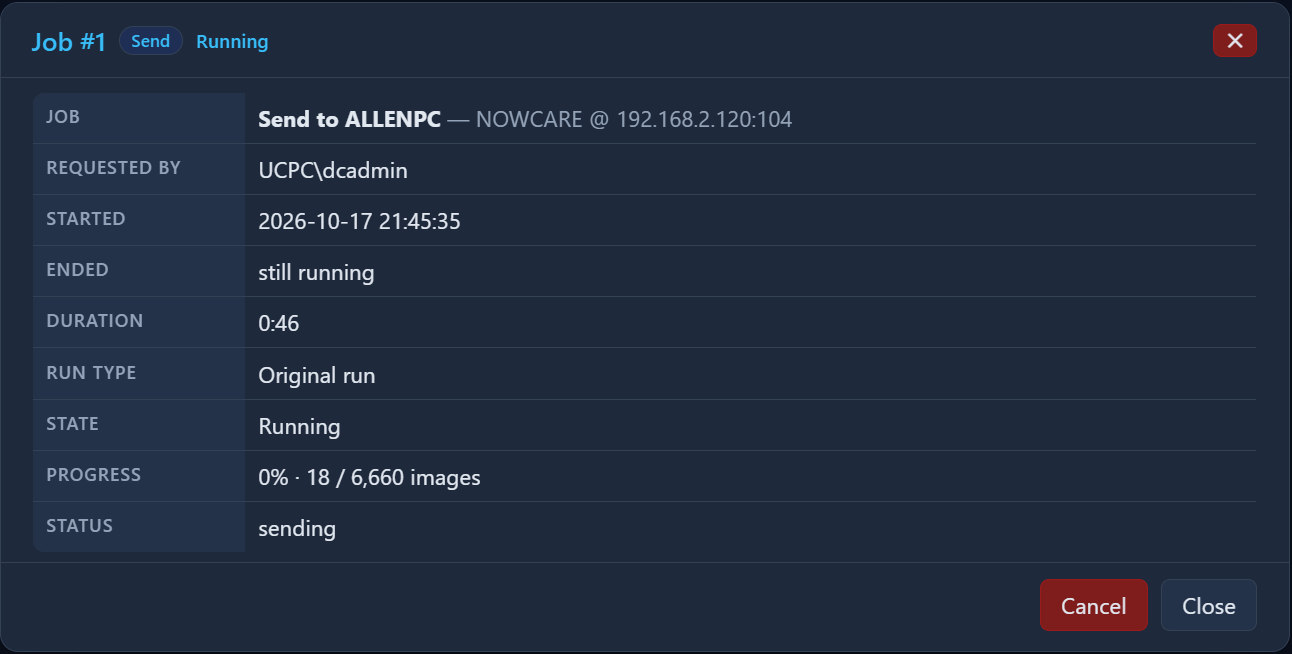 Job #1 Send Running
JOB Send to ALLENPC — NOWCARE @ 192.168.2.120:104
REQUESTED BY UCPC\dcadmin
STARTED 2026-10-17 21:45:35
ENDED still running
DURATION 0:46
RUN TYPE Original run
STATE Running
PROGRESS 0% · 18 / 6,660 images
STATUS sending
Cancel Close